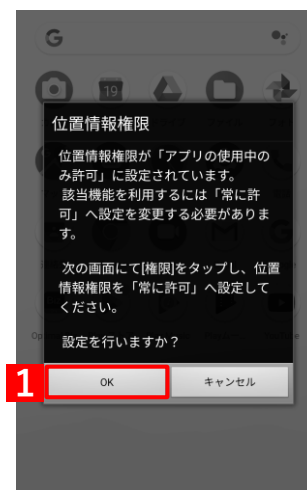 G
19
位置情報権限
位置情報権限が「アプリの使用中の
み許可」に設定されています。
該当機能を利用するには「常に許
可」へ設定を変更する必要がありま
す。
次の画面にて[権限]をタップし、位置
情報権限を「常に許可」へ設定して
ください。
設定を行いますか？
1
OK
キャンセル